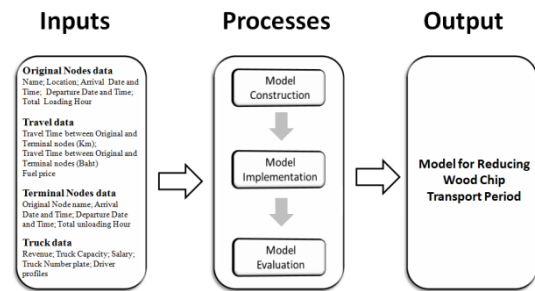 Inputs
Processes
Output
Original Nodes data
Name; Location; Arrival Date and
Time; Departure Date and Time;
Total Loading Hour
Travel data
Travel Time between Original and
Terminal nodes (Km);
Travel Time between Original and
Terminal nodes (Baht)
Fuel price
Terminal Nodes data
Original Node name; Arrival
Date and Time; Departure Date
and Time; Total unloading Hour
Truck data
Revenue; Truck Capacity; Salary;
Truck Number plate; Driver
profiles
Model
Construction
Model
Implementation
Model
Evaluation
Model for Reducing
Wood Chip
Transport Period